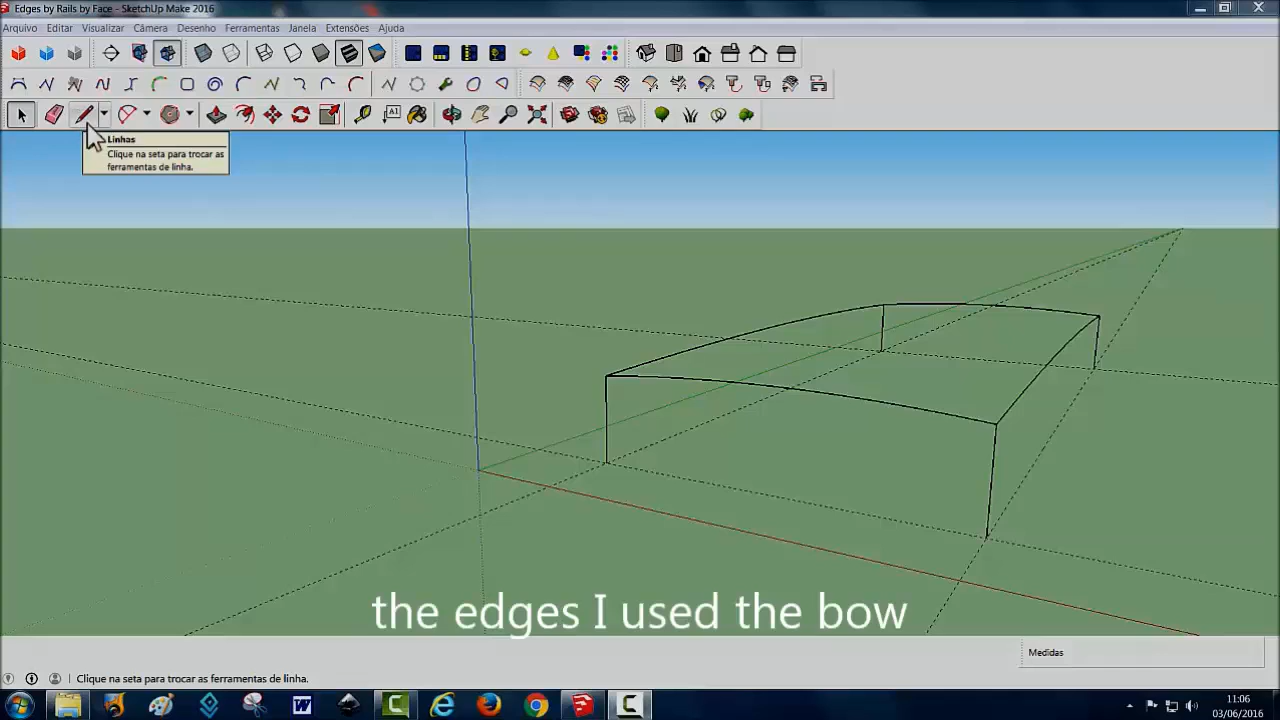 Edges by Rails by Face - SketchUp Make 2016
Arquivo Editar Visualizar Câmera Desenho Ferramentas Janela Extensões Ajuda
A1
Linhas
Clique na seta para trocar as
ferramentas de linha.
the edges I used the bow
Medidas
Clique na seta para trocar as ferramentas de linha.
11:06
03/06/2016